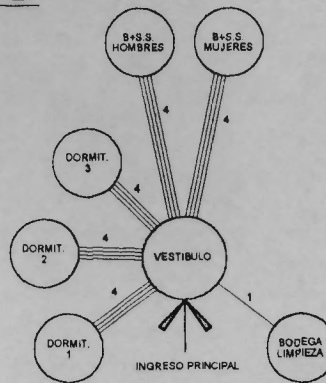 B+S.S.
HOMBRES
B+S.S.
MUJERES
4
4
DORMIT.
3
4
DORMIT.
2
4
VESTIBULO
4
1
DORMIT.
1
BODEGA
LIMPIEZA
INGRESO PRINCIPAL